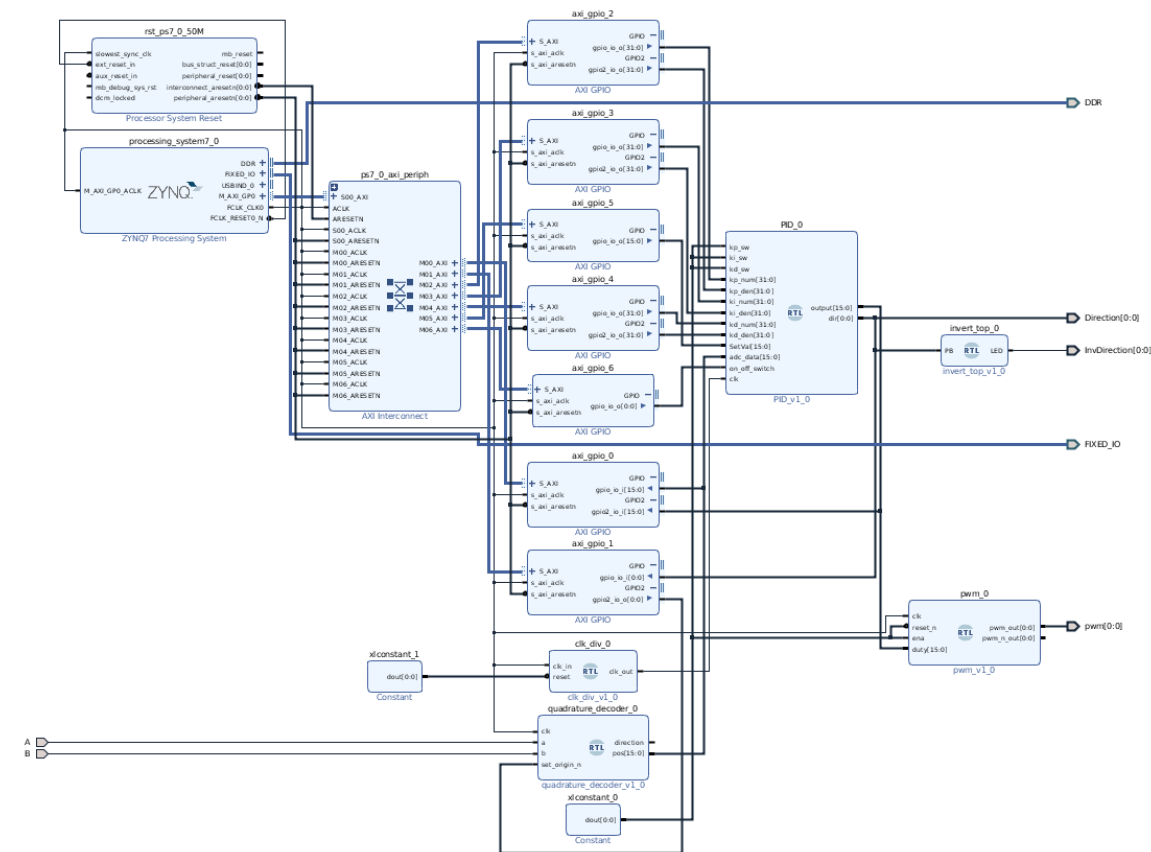 rst_ps7_0_50M
slowest_sync_clk
ext_reset_in
aux_reset_in
mb_debug_sys_rst
dcm_locked
mb_reset
bus_struct_reset[0:0]
peripheral_reset[0:0]
interconnect_aresetn[0:0]
peripheral_aresetn[0:0]
Processor System Reset
processing_system7_0
M_AXI_GP0_ACLK
ZYNQ
DDR
FIXED_IO
USBIND_0
M_AXI_GP0
FCLK_CLK0
FCLK_RESET0_N
ZYNQ7 Processing System
ps7_0_axi_periph
S00_AXI
ACLK
ARESETN
S00_ACLK
S00_ARESETN
M00_ACLK
M00_ARESETN
M01_ACLK
M01_ARESETN
M02_ACLK
M02_ARESETN
M03_ACLK
M03_ARESETN
M04_ACLK
M04_ARESETN
M05_ACLK
M05_ARESETN
M06_ACLK
M06_ARESETN
M00_AXI
M01_AXI
M02_AXI
M03_AXI
M04_AXI
M05_AXI
M06_AXI
AXI Interconnect
axi_gpio_2
S_AXI
s_axi_aclk
s_axi_aresetn
GPIO
gpio_io_o[31:0]
GPIO2
gpio2_io_o[31:0]
AXI GPIO
axi_gpio_3
S_AXI
s_axi_aclk
s_axi_aresetn
GPIO
gpio_io_o[31:0]
GPIO2
gpio2_io_o[31:0]
AXI GPIO
axi_gpio_5
S_AXI
s_axi_aclk
s_axi_aresetn
GPIO
gpio_io_o[15:0]
AXI GPIO
axi_gpio_4
S_AXI
s_axi_aclk
s_axi_aresetn
GPIO
gpio_io_o[31:0]
GPIO2
gpio2_io_o[31:0]
AXI GPIO
axi_gpio_6
S_AXI
s_axi_aclk
s_axi_aresetn
GPIO
gpio_io_o[0:0]
AXI GPIO
axi_gpio_0
S_AXI
s_axi_aclk
s_axi_aresetn
GPIO
gpio_io_i[15:0]
GPIO2
gpio2_io_i[15:0]
AXI GPIO
axi_gpio_1
S_AXI
s_axi_aclk
s_axi_aresetn
GPIO
gpio_io_i[0:0]
GPIO2
gpio2_io_o[0:0]
AXI GPIO
PID_0
kp_sw
ki_sw
kd_sw
kp_num[31:0]
kp_den[31:0]
ki_num[31:0]
ki_den[31:0]
kd_num[31:0]
kd_den[31:0]
SetVal[15:0]
adc_data[15:0]
on_off_switch
clk
RTL
output[15:0]
dir[0:0]
PID_v1_0
invert_top_0
PB
RTL
LED
invert_top_v1_0
DDR
Direction[0:0]
InvDirection[0:0]
FIXED_IO
pwm_0
clk
reset_n
ena
duty[15:0]
RTL
pwm_out[0:0]
pwm_n_out[0:0]
pwm_v1_0
pwm[0:0]
xlconstant_1
dout[0:0]
Constant
clk_div_0
clk_in
reset
RTL
clk_out
clk_div_v1_0
quadrature_decoder_0
clk
a
b
set_origin_n
RTL
direction
pos[15:0]
quadrature_decoder_v1_0
A
B
xlconstant_0
dout[0:0]
Constant